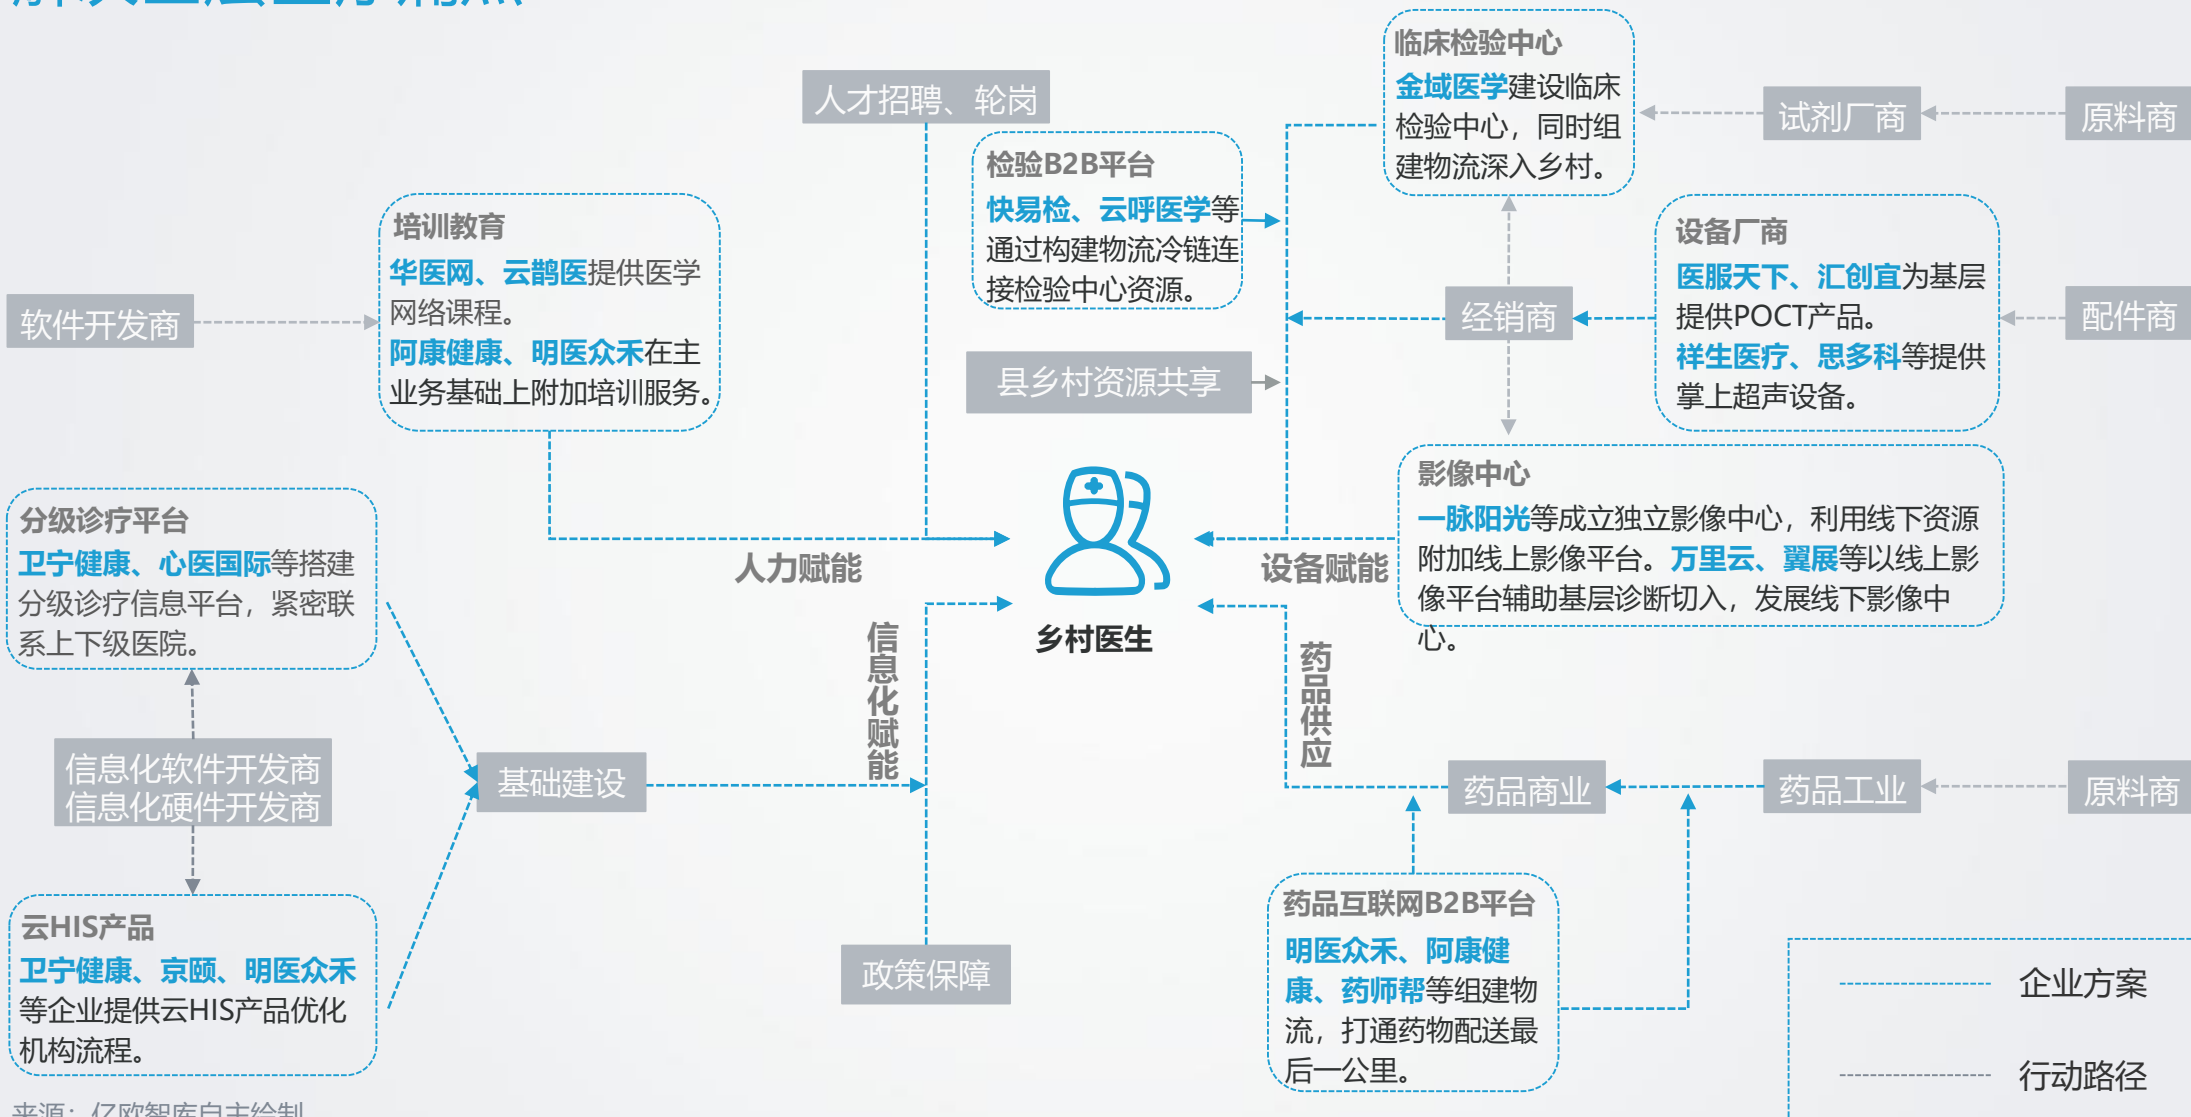 人才招聘、轮岗
临床检验中心
金域医学建设临床
检验中心，同时组
建物流深入乡村。
试剂厂商
原料商
检验B2B平台
快易检、云呼医学等
通过构建物流冷链连
接检验中心资源。
培训教育
华医网、云鹊医提供医学
网络课程。
阿康健康、明医众禾在主
业务基础上附加培训服务。
软件开发商
设备厂商
医服天下、汇创宜为基层
提供POCT产品。
祥生医疗、思多科等提供
掌上超声设备。
经销商
配件商
县乡村资源共享
影像中心
一脉阳光等成立独立影像中心，利用线下资源
附加线上影像平台。万里云、翼展等以线上影
像平台辅助基层诊断切入，发展线下影像中
心。
分级诊疗平台
卫宁健康、心医国际等搭建
分级诊疗信息平台，紧密联
系上下级医院。
人力赋能
设备赋能
乡村医生
信息化赋能
药品供应
信息化软件开发商
信息化硬件开发商
基础建设
药品商业
药品工业
原料商
云HIS产品
卫宁健康、京颐、明医众禾
等企业提供云HIS产品优化
机构流程。
政策保障
药品互联网B2B平台
明医众禾、阿康健
康、药师帮等组建物
流，打通药物配送最
后一公里。
企业方案
行动路径
来源：亿欧智库自主绘制